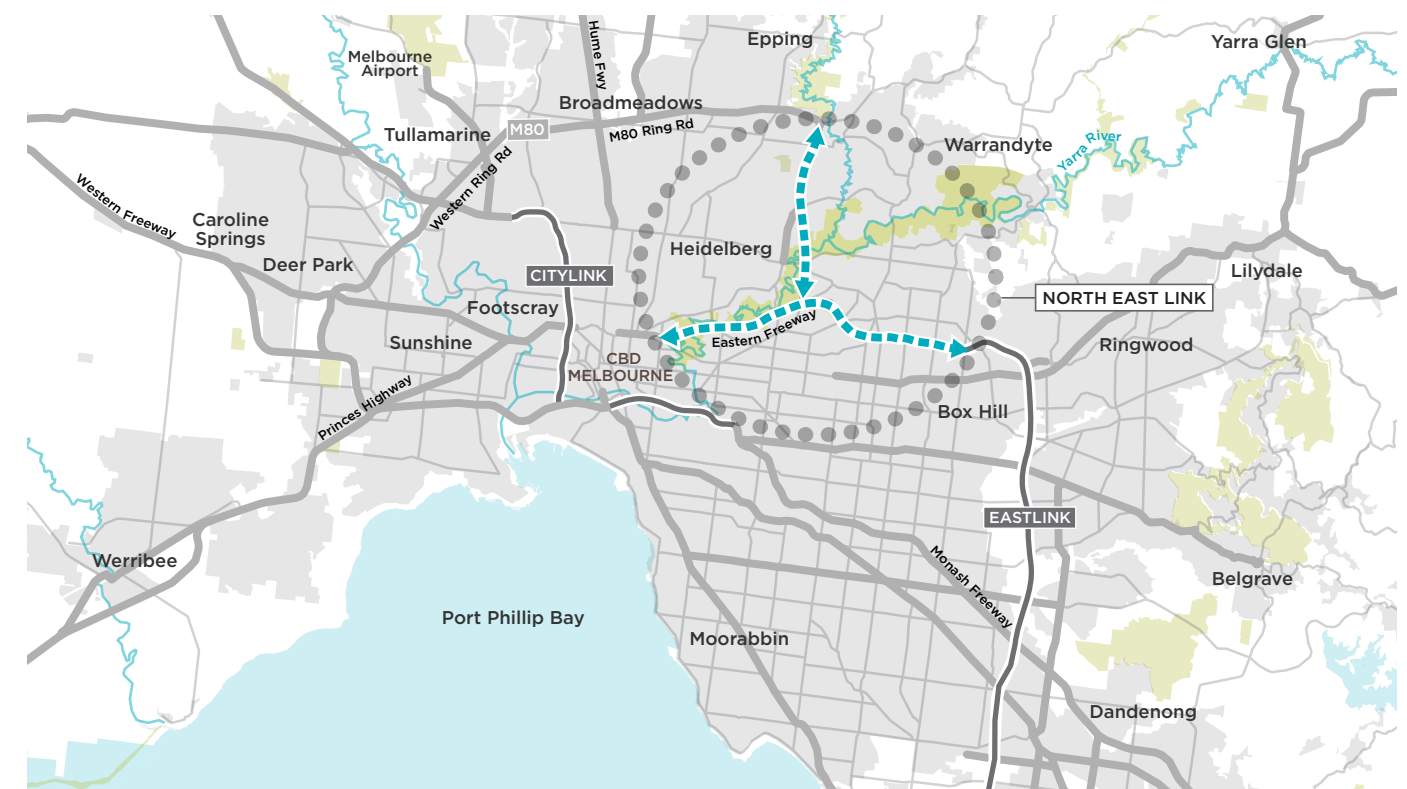 Epping
Yarra Glen
Melbourne
Airport
Hume Fwy
Broadmeadows
Tullamarine
M80
M80 Ring Rd
Warrandyte
Yarra River
Western Ring Rd
Western Freeway
Caroline
Springs
Heidelberg
Deer Park
CITYLINK
Lilydale
NORTH EAST LINK
Footscray
Eastern Freeway
Sunshine
Ringwood
CBD
MELBOURNE
Princes Highway
Box Hill
EASTLINK
Werribee
Monash Freeway
Belgrave
Port Phillip Bay
Moorabbin
Dandenong